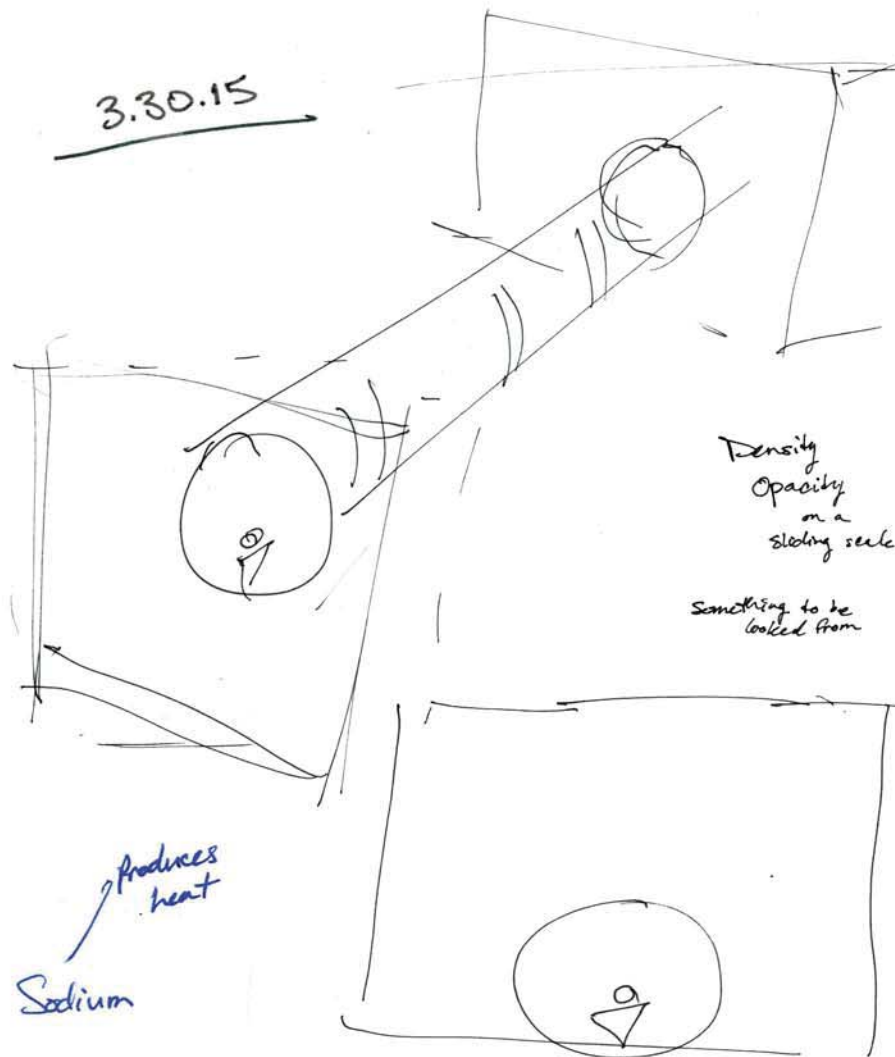 3.30.15
Density
Opacity
on a
sliding scale
Something to be
looked from
Produces
heat
Sodium